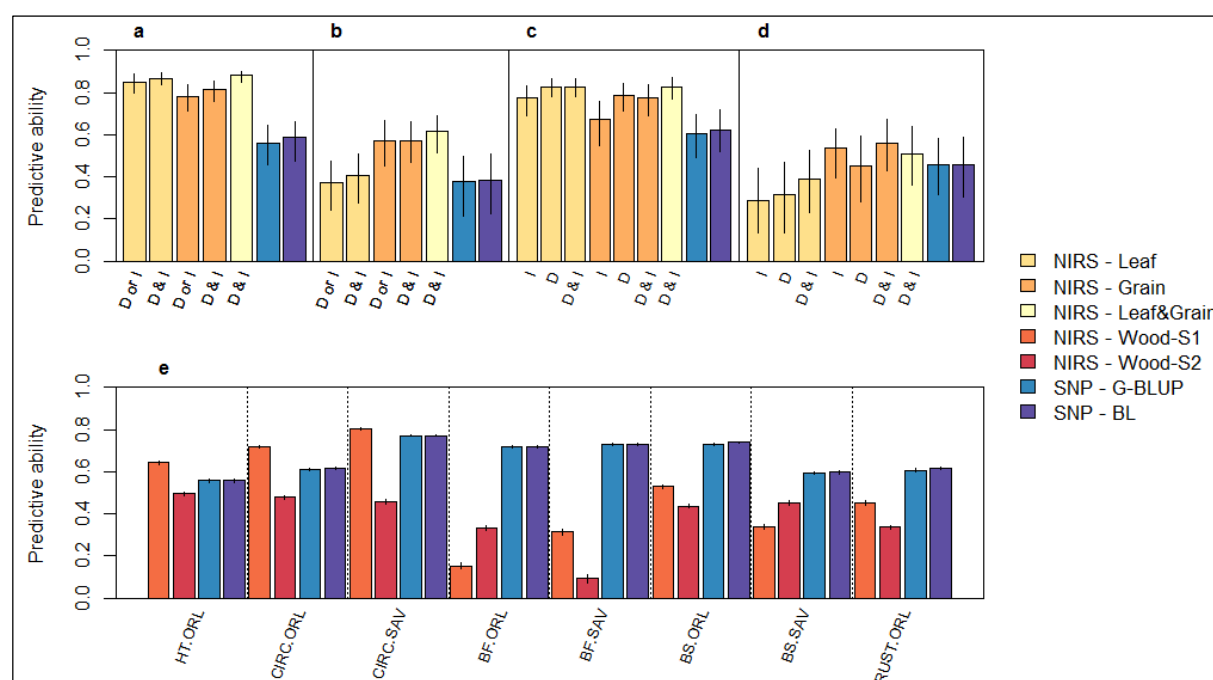 a b c d
Predictive ability
1.0
0.8
0.6
0.4
0.2
0.0
D or I D & I D or I D & I D & I
D or I D & I D or I D & I D & I
I D D & I I D D & I D & I
I D D & I I D D & I D & I
NIRS - Leaf
NIRS - Grain
NIRS - Leaf&Grain
NIRS - Wood-S1
NIRS - Wood-S2
SNP - G-BLUP
SNP - BL
e
Predictive ability
1.0
0.8
0.6
0.4
0.2
0.0
HT.ORL CIRC.ORL CIRC.SAV BF.ORL BF.SAV BS.ORL BS.SAV RUST.ORL